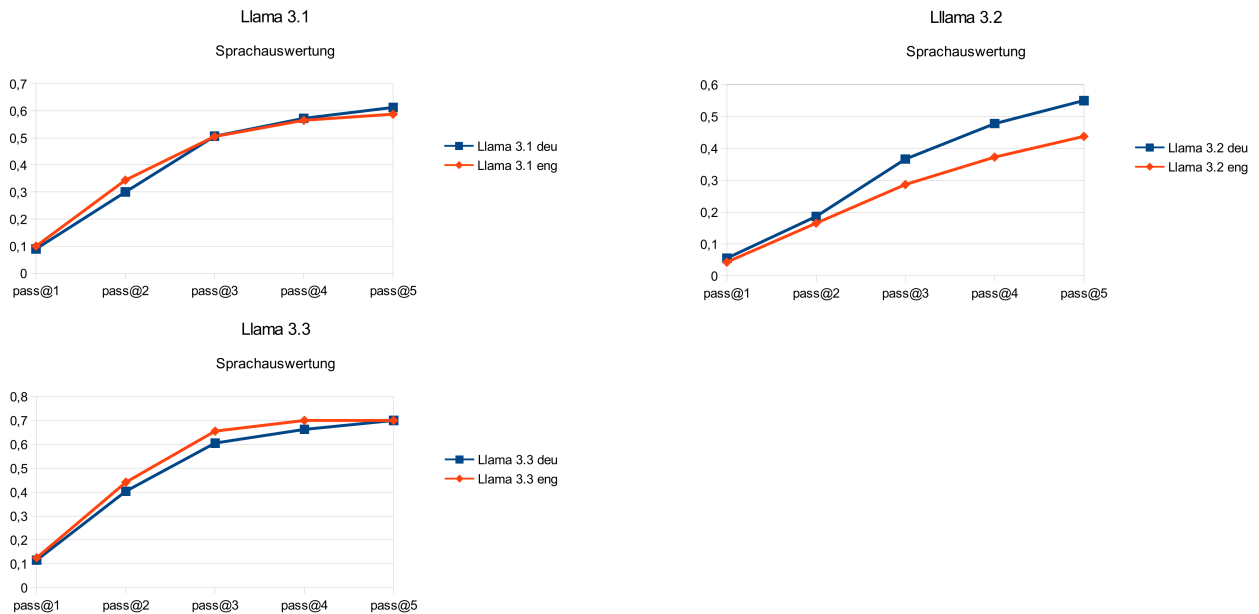 Llama 3.1
Sprachauswertung
0,7
0,6
0,5
0,4
0,3
0,2
0,1
0
pass@1 pass@2 pass@3 pass@4 pass@5
Llama 3.1 deu
Llama 3.1 eng
Lllama 3.2
Sprachauswertung
0,6
0,5
0,4
0,3
0,2
0,1
0
pass@1 pass@2 pass@3 pass@4 pass@5
Llama 3.2 deu
Llama 3.2 eng
Llama 3.3
Sprachauswertung
0,8
0,7
0,6
0,5
0,4
0,3
0,2
0,1
0
pass@1 pass@2 pass@3 pass@4 pass@5
Llama 3.3 deu
Llama 3.3 eng